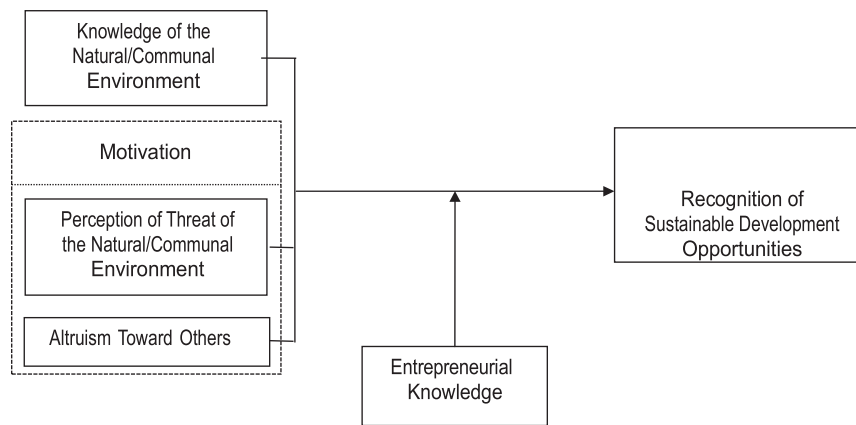 Knowledge of the
Natural/Communal
Environment
Motivation
Perception of Threat of
the Natural/Communal
Environment
Altruism Toward Others
Entrepreneurial
Knowledge
Recognition of
Sustainable Development
Opportunities